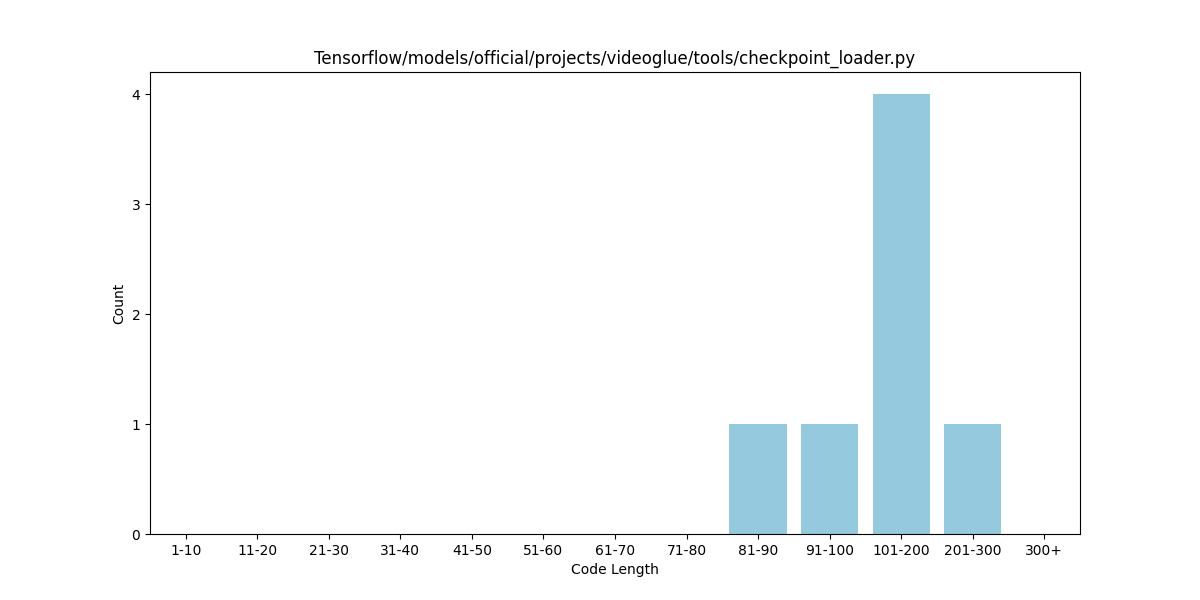 Tensorflow/models/official/projects/videoglue/tools/checkpoint_loader.py
4
3
2
1
0
Count
1-10 11-20 21-30 31-40 41-50 51-60 61-70 71-80 81-90 91-100 101-200 201-300 300+
Code Length